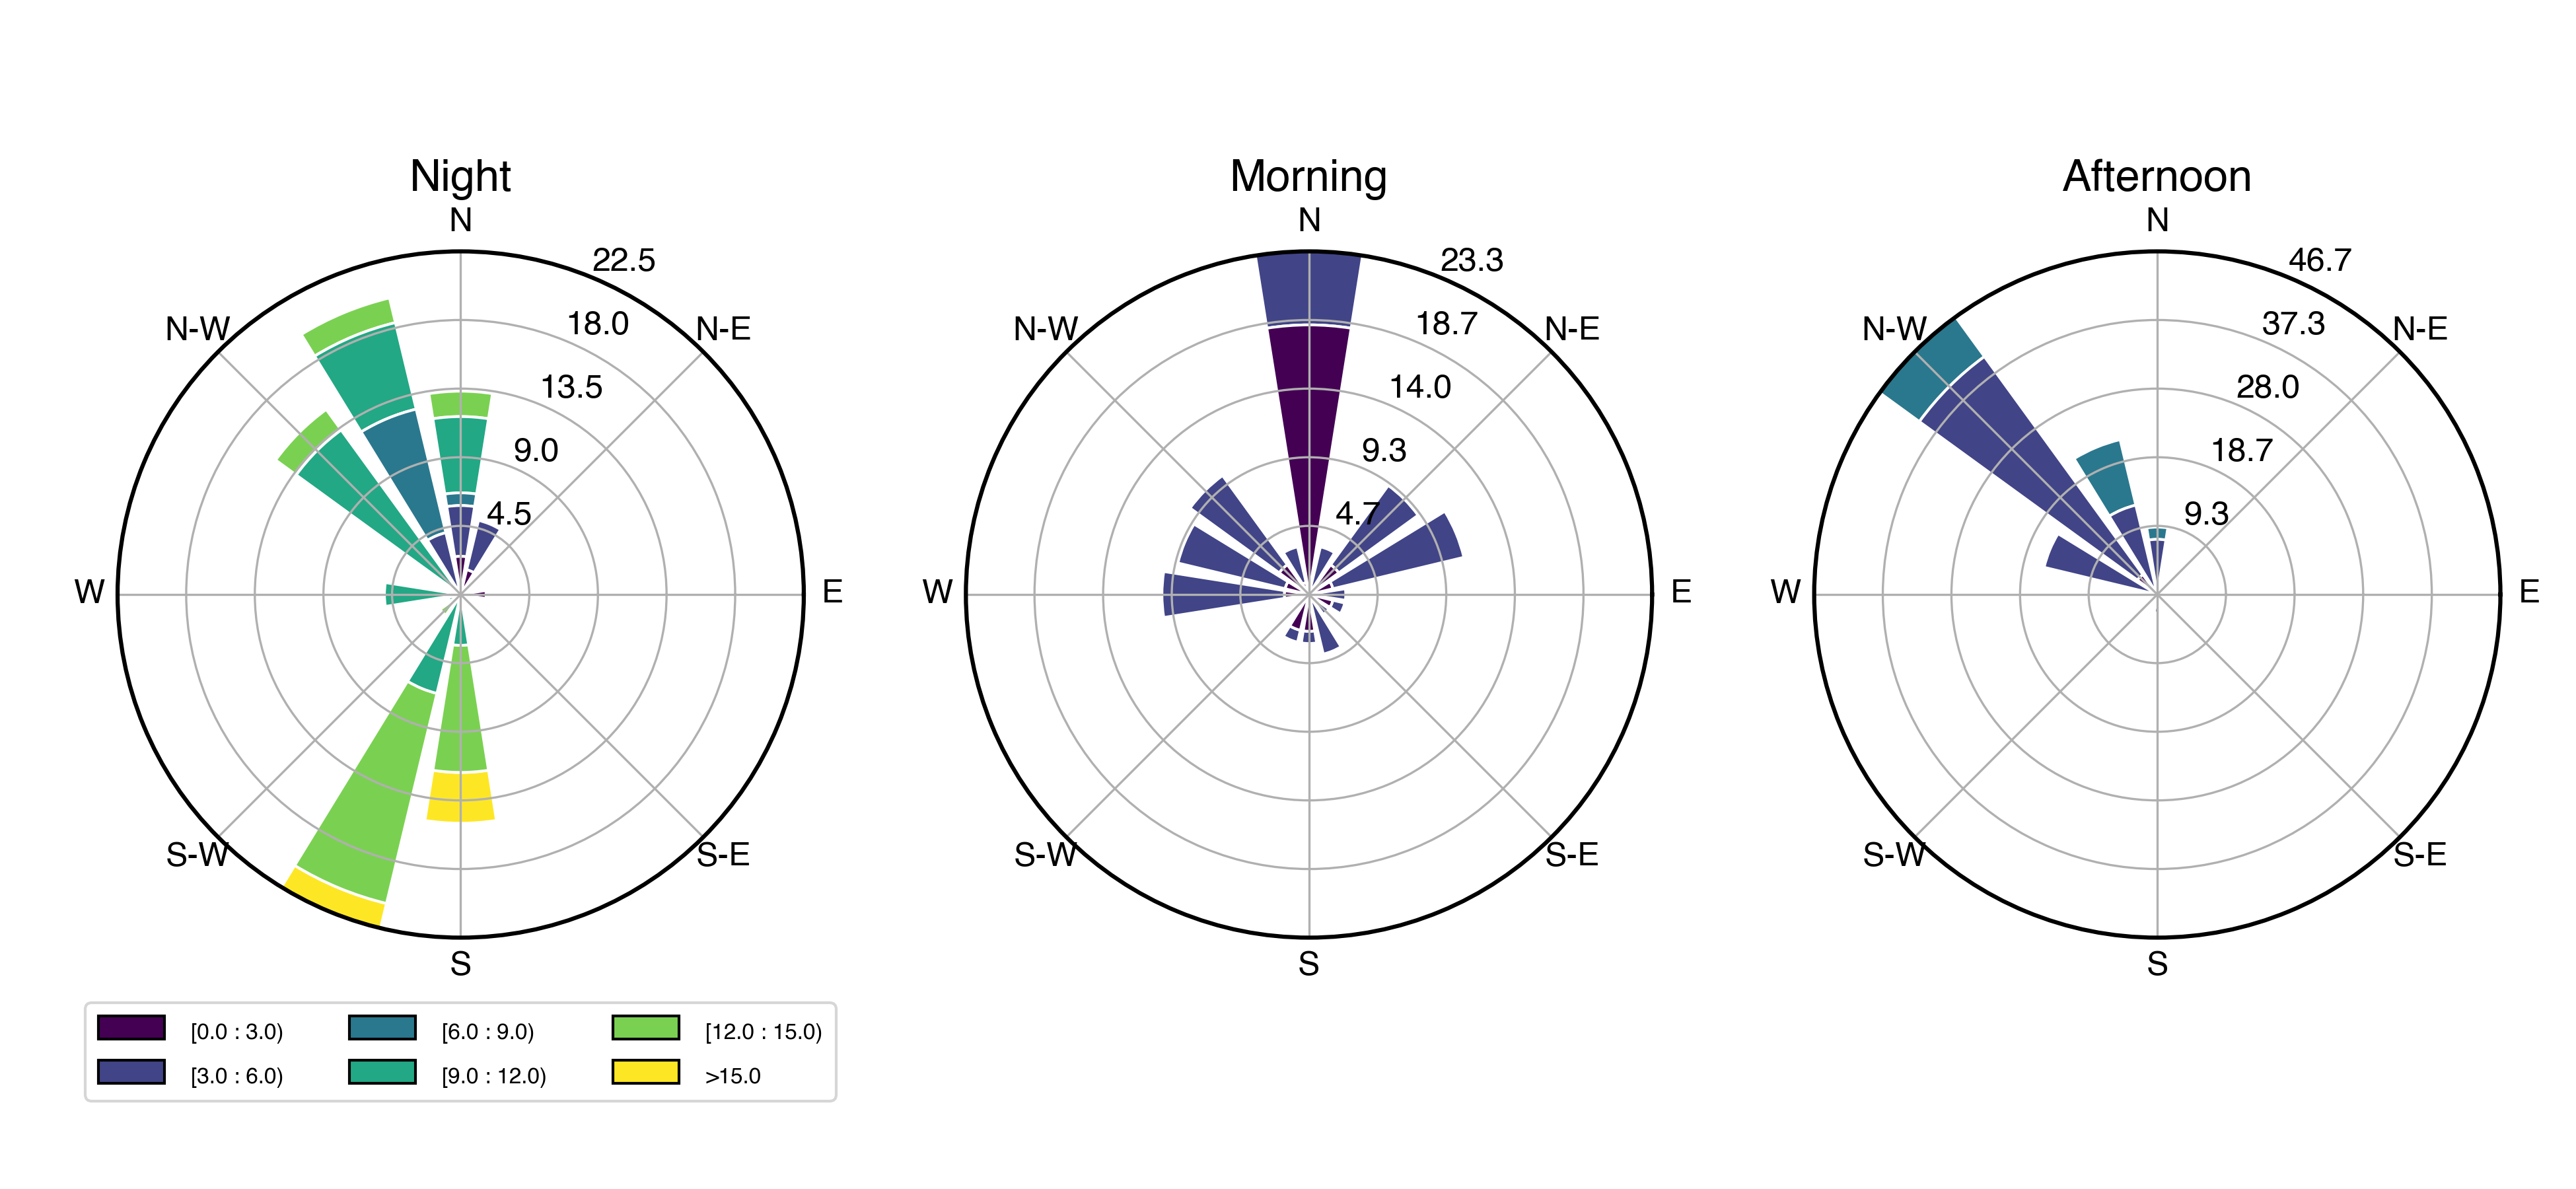 Night
N
22.5
18.0
13.5
9.0
4.5
N-W
N-E
W
E
S-W
S-E
S
Morning
N
23.3
18.7
14.0
9.3
4.7
N-W
N-E
W
E
S-W
S-E
S
Afternoon
N
46.7
37.3
28.0
18.7
9.3
N-W
N-E
W
E
S-W
S-E
S
[0.0 : 3.0)
[3.0 : 6.0)
[6.0 : 9.0)
[9.0 : 12.0)
[12.0 : 15.0)
>15.0